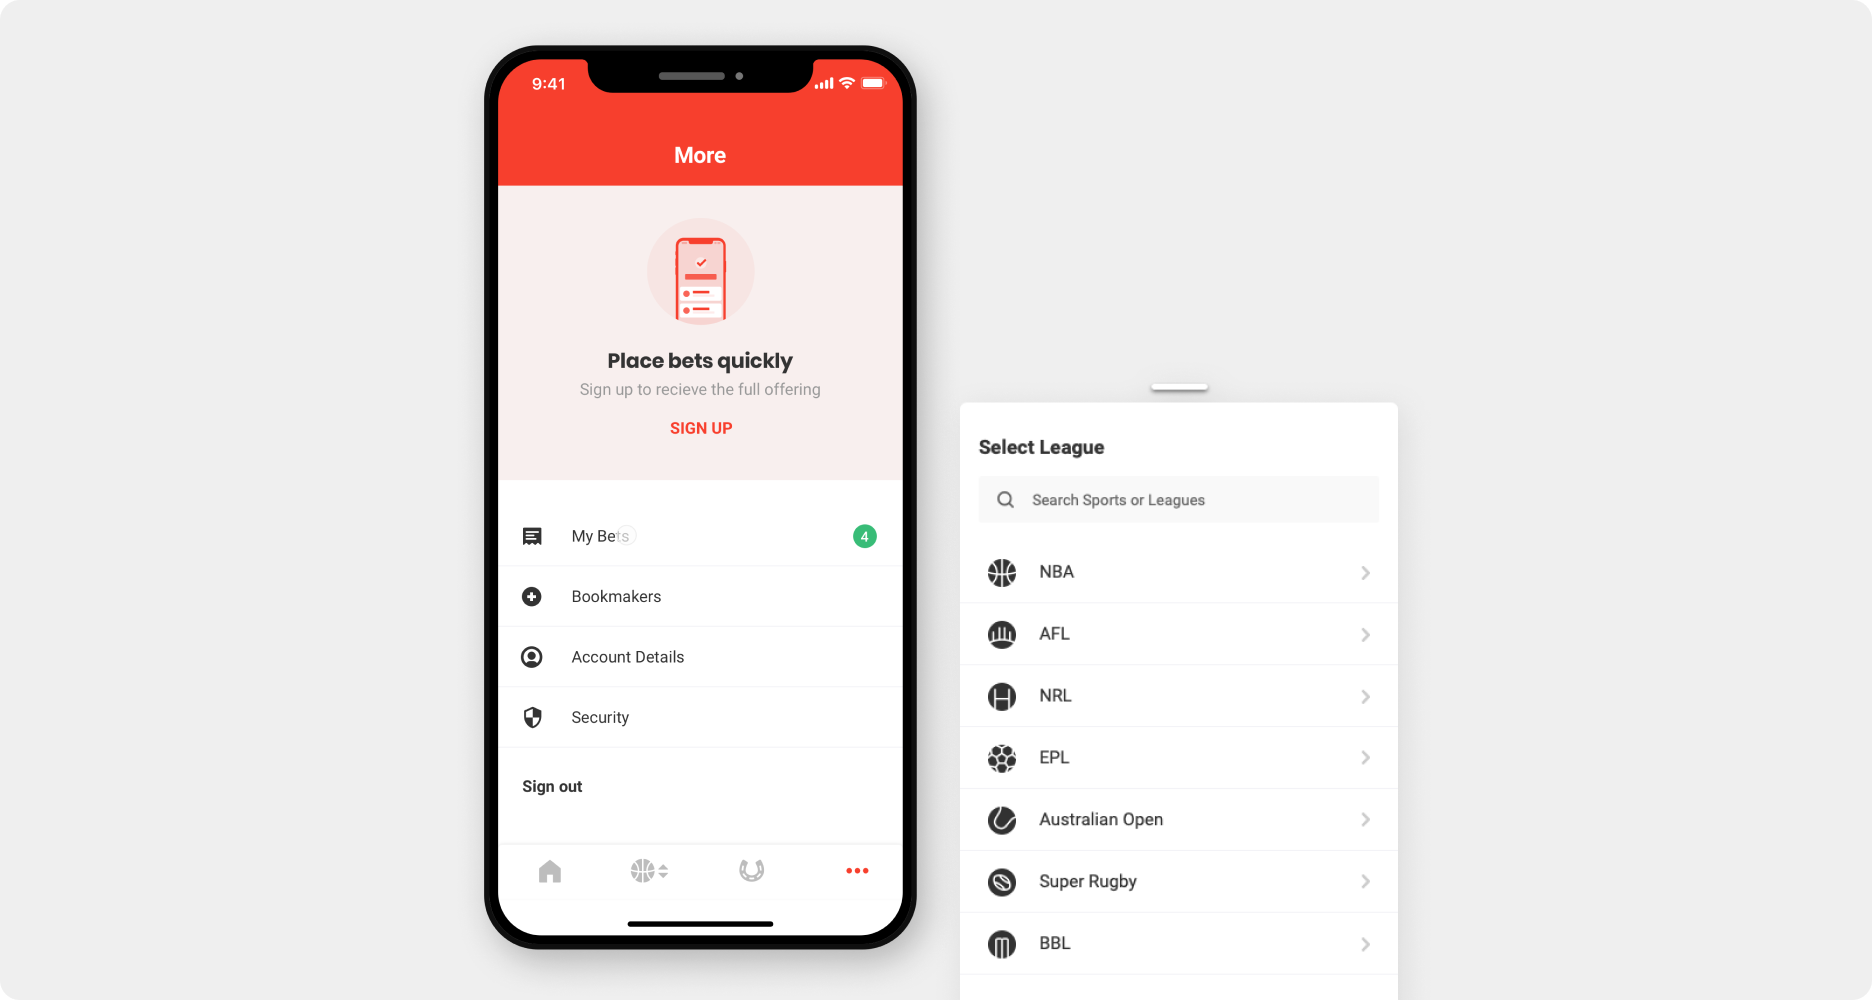 9:41
More
Place bets quickly
Sign up to recieve the full offering
SIGN UP
My Bets
4
Bookmakers
Account Details
Security
Sign out
Select League
Search Sports or Leagues
NBA
AFL
NRL
EPL
Australian Open
Super Rugby
BBL